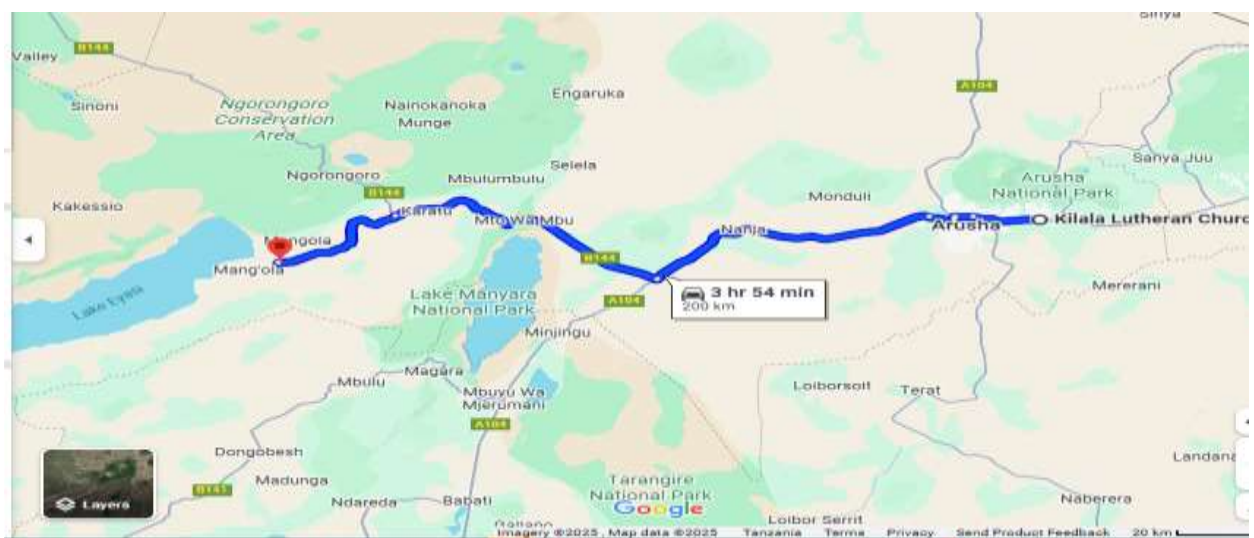 Sinya
B144
Valley
A104
Engaruka
Sinoni
Ngorongoro
Conservation
Area
Nainokanoka
Munge
Sanya Juu
Selela
Arusha
National Park
Ngorongoro
Mbulumbulu
Monduli
B144
Kakessio
Karatu
Mto Wa Mbu
Nanja
Arusha
Kilala Lutheran Churc
Mangola
Mang'ola
B144
Lake Eyasi
3 hr 54 min
200 km
Mererani
Lake Manyara
National Park
A104
Minjingu
Magara
Mbulu
Loiborsoit
Terat
Mbuyu Wa
Mjerumani
A104
Dongobesh
Landana
Madunga
Tarangire
National Park
B141
Ndareda
Babati
Naberera
Layers
Google
Loibor Serrit
Imagery ©2025, Map data ©2025 Tanzania Terms Privacy Send Product Feedback 20 km